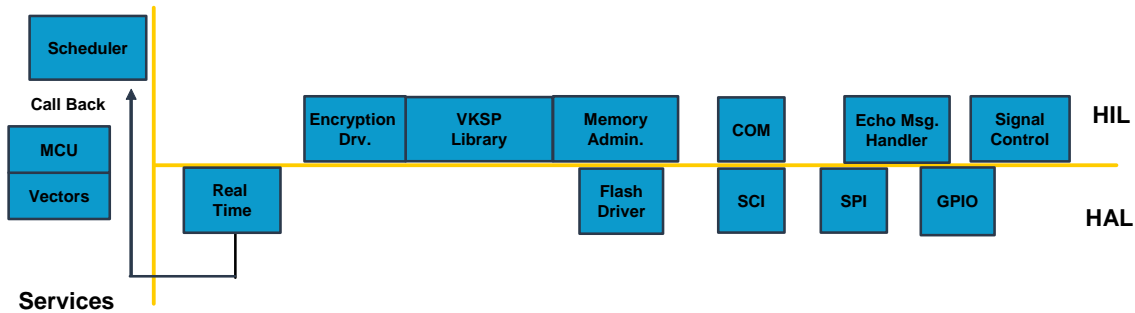 Scheduler
Call Back
MCU
Vectors
Services
Encryption
Drv.
VKSP
Library
Memory
Admin.
COM
Echo Msg.
Handler
Signal
Control
HIL
Real
Time
Flash
Driver
SCI
SPI
GPIO
HAL